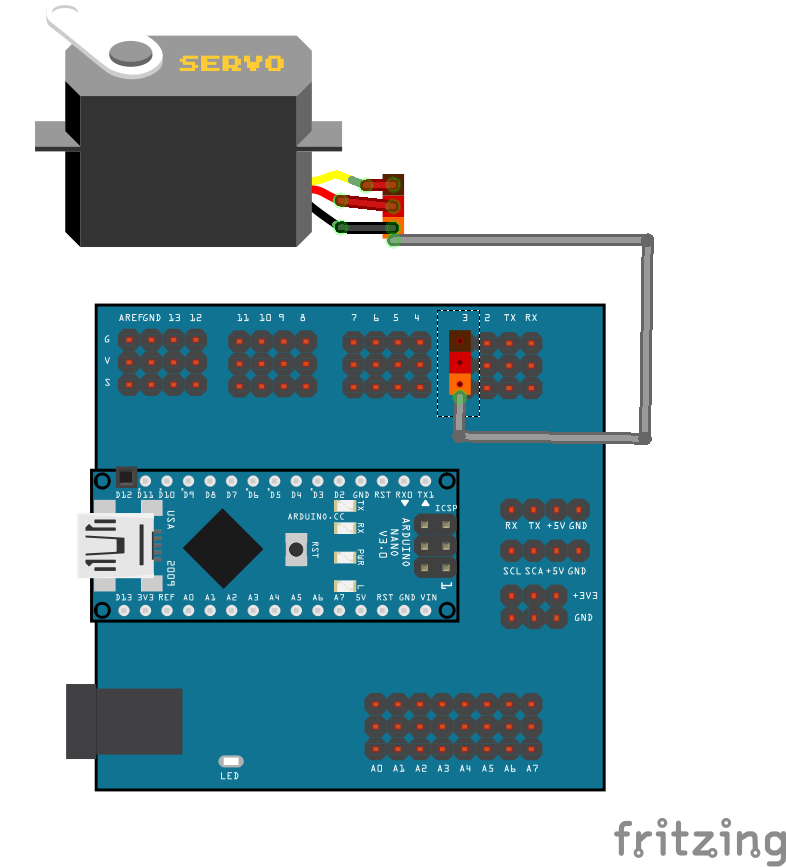 SERVO
AREF GND 13 12 11 10 9 8 7 6 5 4 3 2 TX RX
G
V
S
D12 D11 D10 D9 D8 D7 D6 D5 D4 D3 D2 GND RST RX0 TX1
USA
2009
ARDUINO.CC
RST
TX
RX
PWR
L
ARDUINO
NANO
V3.0
ICSP
1
D13 3V3 REF A0 A1 A2 A3 A4 A5 A6 A7 5V RST GND VIN
RX TX +5V GND
SCL SCA +5V GND
+3V3
GND
A0 A1 A2 A3 A4 A5 A6 A7
LED
fritzing